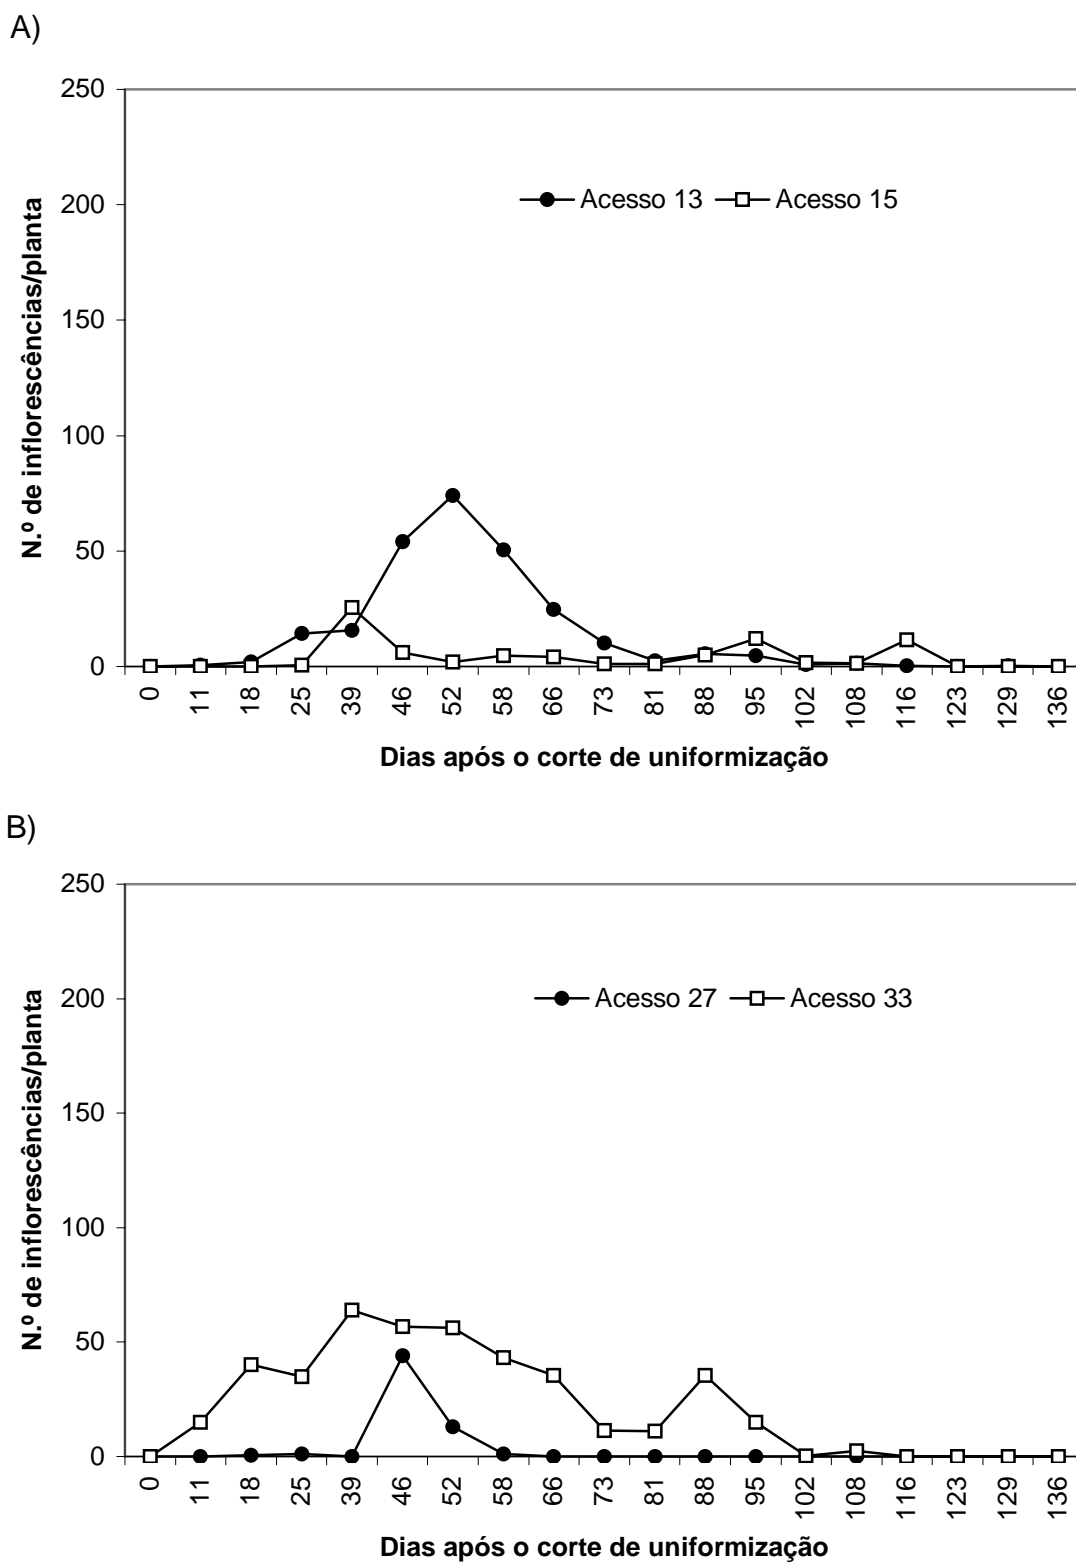 A)
250
200
150
100
50
0
N.º de inflorescências/planta
Acesso 13 Acesso 15
0 11 18 25 39 46 52 58 66 73 81 88 95 102 108 116 123 129 136
Dias após o corte de uniformização
B)
250
200
150
100
50
0
N.º de inflorescências/planta
Acesso 27 Acesso 33
0 11 18 25 39 46 52 58 66 73 81 88 95 102 108 116 123 129 136
Dias após o corte de uniformização